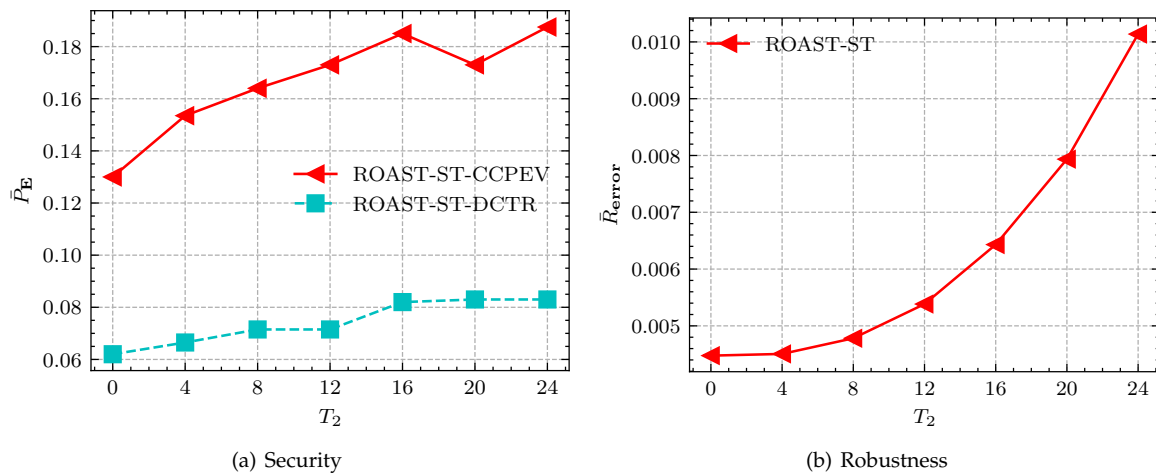 0.18
0.16
0.14
0.12
0.10
0.08
0.06
P̄_E
ROAST-ST-CCPEV
ROAST-ST-DCTR
0 4 8 12 16 20 24
T₂
(a) Security
0.010
0.009
0.008
0.007
0.006
0.005
R̄_error
ROAST-ST
0 4 8 12 16 20 24
T₂
(b) Robustness